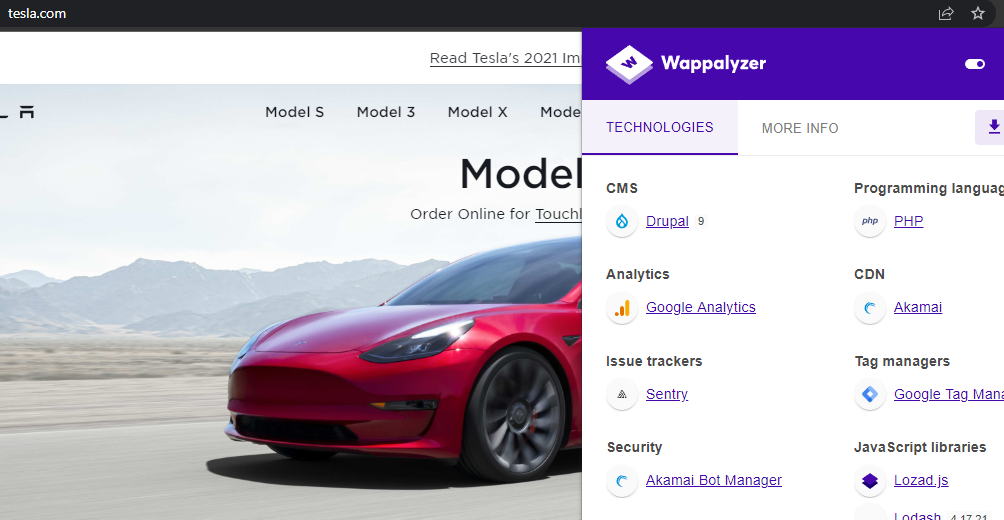 tesla.com
Read Tesla's 2021 Im
Model S Model 3 Model X Mode
Model
Order Online for Touchl
Wappalyzer
TECHNOLOGIES MORE INFO
CMS
Drupal 9
Programming languag
php PHP
Analytics
Google Analytics
CDN
Akamai
Issue trackers
Sentry
Tag managers
Google Tag Mana
Security
Akamai Bot Manager
JavaScript libraries
Lozad.js
Lodash 4.17.21